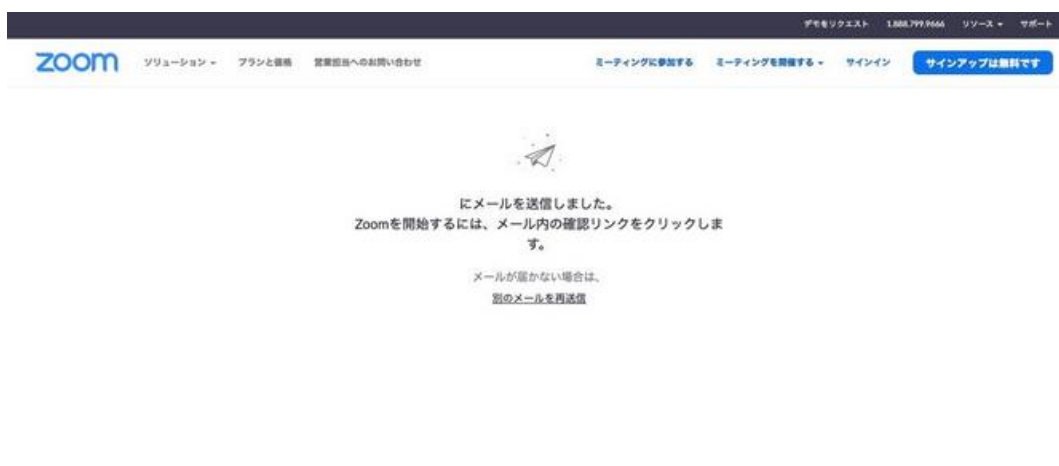 デモをリクエスト 1.888.799.9666 リソース サポート
zoom ソリューション プランと価格 営業担当へのお問い合わせ ミーティングに参加する ミーティングを開催する サインイン サインアップは無料です
にメールを送信しました。
Zoomを開始するには、メール内の確認リンクをクリックしま
す。
メールが届かない場合は、
別のメールを再送信